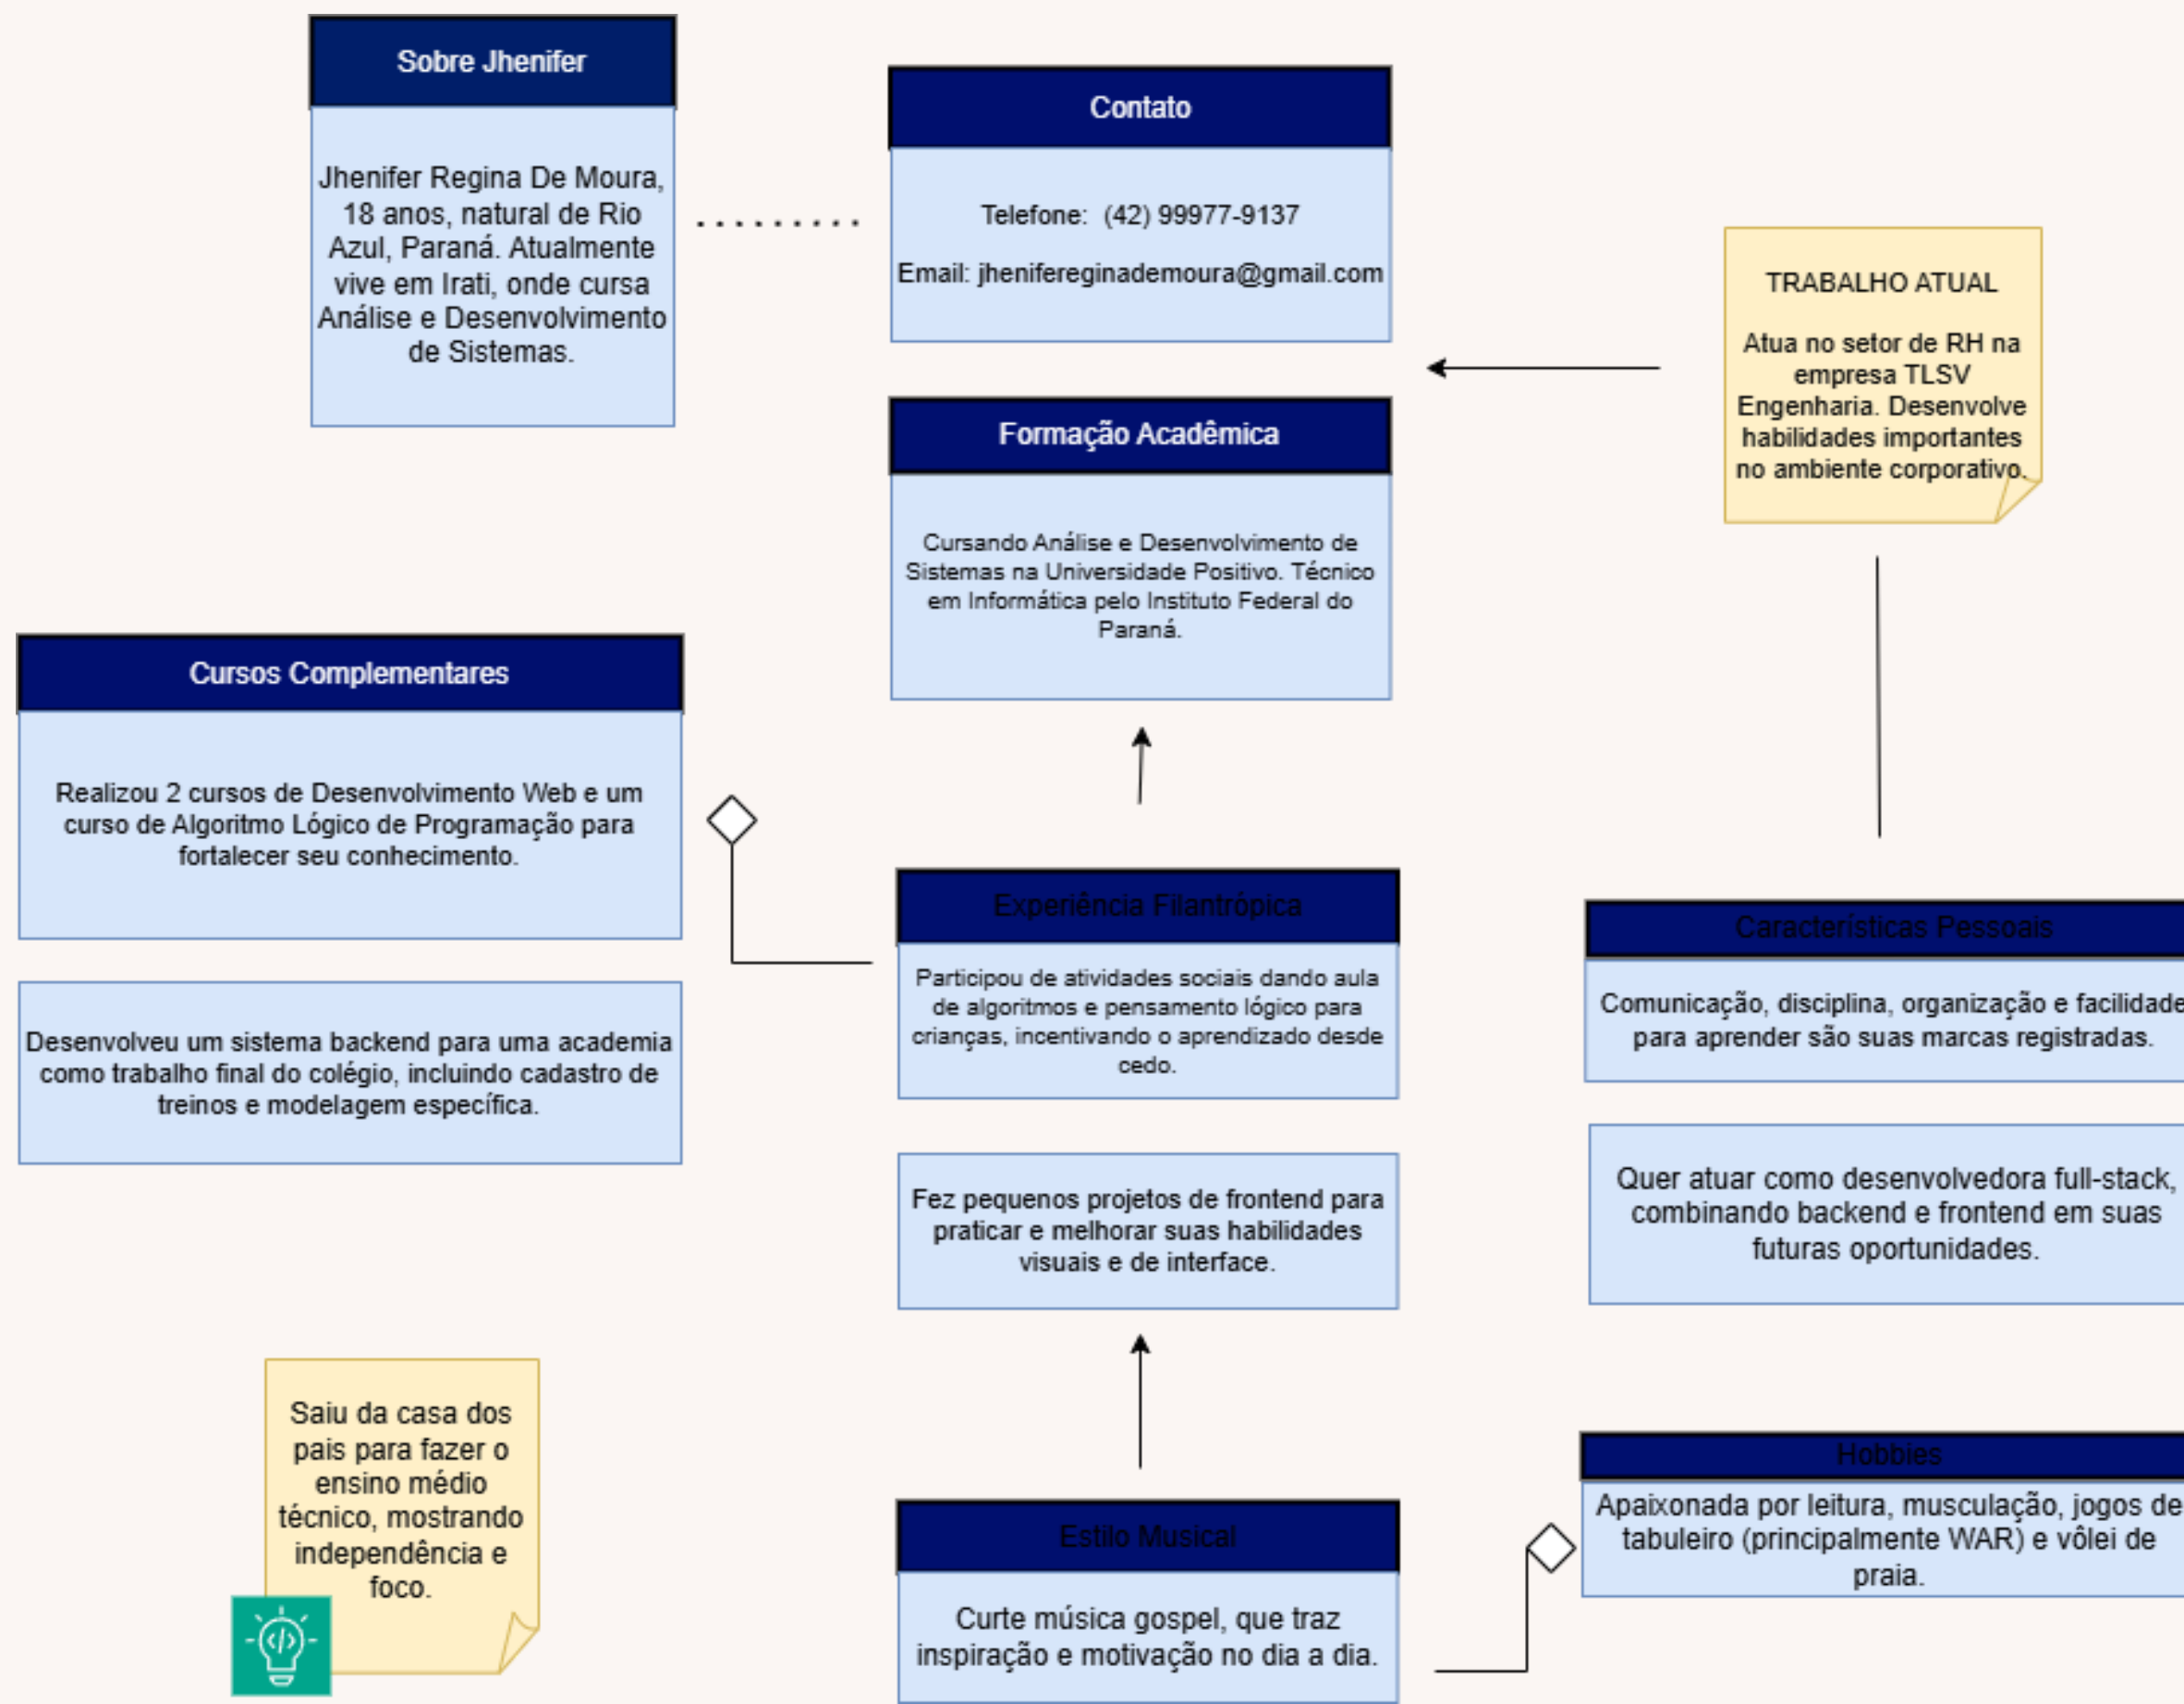 Sobre Jhenifer
Jhenifer Regina De Moura,
18 anos, natural de Rio
Azul, Paraná. Atualmente
vive em Irati, onde cursa
Análise e Desenvolvimento
de Sistemas.
Contato
Telefone:  (42) 99977-9137
Email: jhenifereginademoura@gmail.com
TRABALHO ATUAL
Atua no setor de RH na
empresa TLSV
Engenharia. Desenvolve
habilidades importantes
no ambiente corporativo.
Formação Acadêmica
Cursando Análise e Desenvolvimento de
Sistemas na Universidade Positivo. Técnico
em Informática pelo Instituto Federal do
Paraná.
Cursos Complementares
Realizou 2 cursos de Desenvolvimento Web e um
curso de Algoritmo Lógico de Programação para
fortalecer seu conhecimento.
Desenvolveu um sistema backend para uma academia
como trabalho final do colégio, incluindo cadastro de
treinos e modelagem específica.
Experiência Filantrópica
Participou de atividades sociais dando aula
de algoritmos e pensamento lógico para
crianças, incentivando o aprendizado desde
cedo.
Fez pequenos projetos de frontend para
praticar e melhorar suas habilidades
visuais e de interface.
Características Pessoais
Comunicação, disciplina, organização e facilidade
para aprender são suas marcas registradas.
Quer atuar como desenvolvedora full-stack,
combinando backend e frontend em suas
futuras oportunidades.
Saiu da casa dos
pais para fazer o
ensino médio
técnico, mostrando
independência e
foco.
</>
Estilo Musical
Curte música gospel, que traz
inspiração e motivação no dia a dia.
Hobbies
Apaixonada por leitura, musculação, jogos de
tabuleiro (principalmente WAR) e vôlei de
praia.